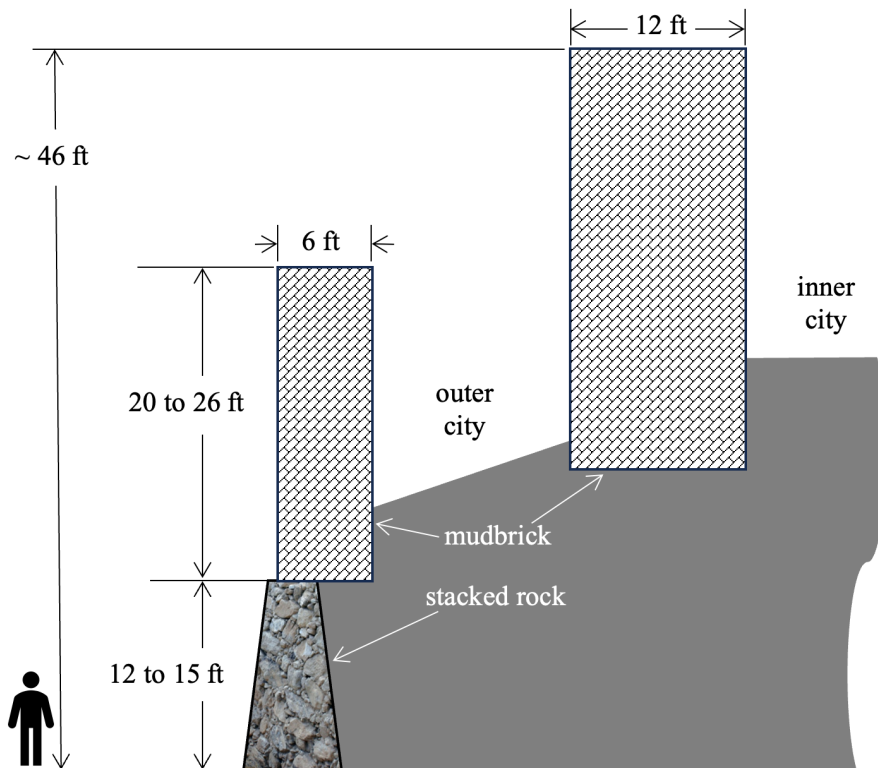 12 ft
~ 46 ft
6 ft
inner
city
20 to 26 ft
outer
city
mudbrick
stacked rock
12 to 15 ft